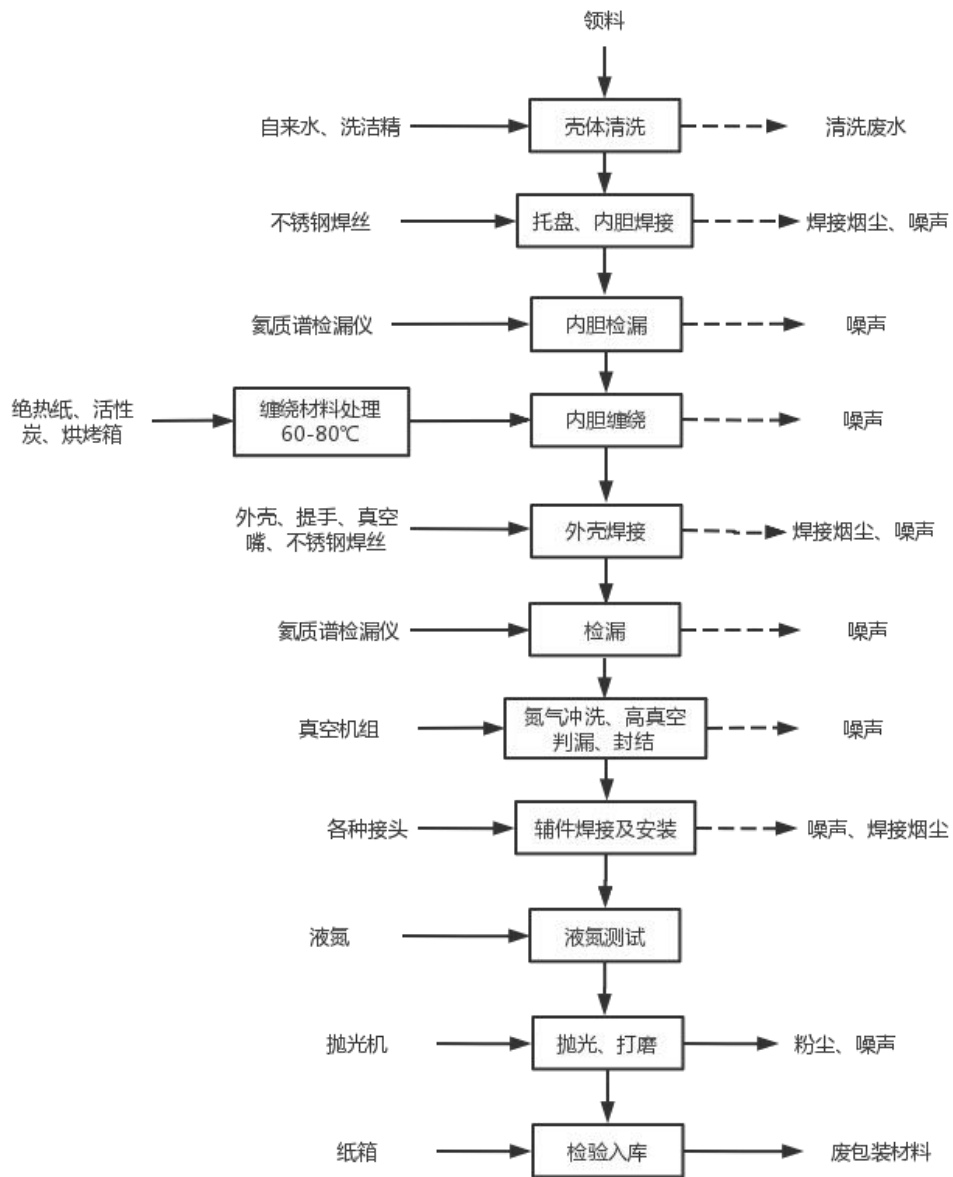 领料
自来水、洗洁精
壳体清洗
清洗废水
不锈钢焊丝
托盘、内胆焊接
焊接烟尘、噪声
氦质谱检漏仪
内胆检漏
噪声
绝热纸、活性
炭、烘烤箱
缠绕材料处理
60-80℃
内胆缠绕
噪声
外壳、提手、真空
嘴、不锈钢焊丝
外壳焊接
焊接烟尘、噪声
氦质谱检漏仪
检漏
噪声
真空机组
氮气冲洗、高真空
判漏、封结
噪声
各种接头
辅件焊接及安装
噪声、焊接烟尘
液氮
液氮测试
抛光机
抛光、打磨
粉尘、噪声
纸箱
检验入库
废包装材料